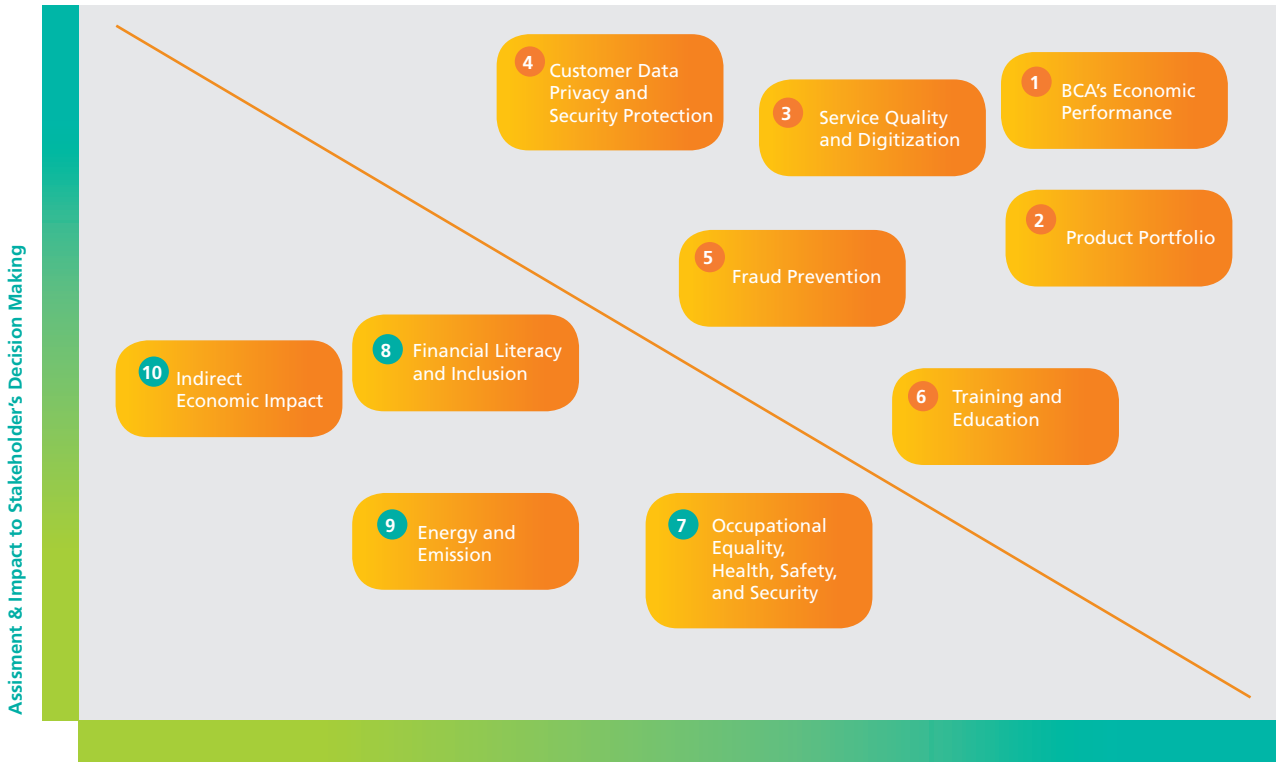 Assisment & Impact to Stakeholder's Decision Making
4
Customer Data
Privacy and
Security Protection
3
Service Quality
and Digitization
1
BCA's Economic
Performance
2
Product Portfolio
5
Fraud Prevention
10
Indirect
Economic Impact
8
Financial Literacy
and Inclusion
6
Training and
Education
9
Energy and
Emission
7
Occupational
Equality,
Health, Safety,
and Security